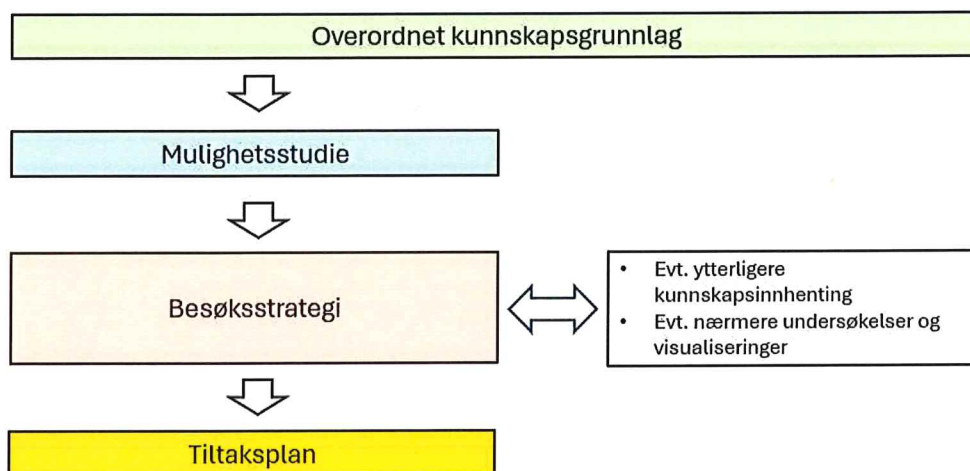 Overordnet kunnskapsgrunnlag
Mulighetsstudie
Besøksstrategi
• Evt. ytterligere
kunnskapsinnhenting
• Evt. nærmere undersøkelser og
visualiseringer
Tiltaksplan